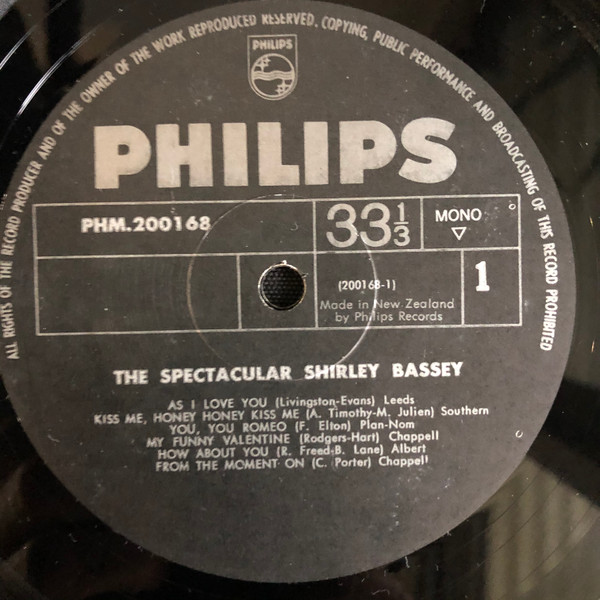 ALL RIGHTS OF THE RECORD PRODUCER AND OF THE OWNER OF THE WORK REPRODUCED RESERVED. COPYING, PUBLIC PERFORMANCE AND BROADCASTING OF THIS RECORD PROHIBITED
PHILIPS
PHILIPS
PHM.200168
33⅓
MONO
(200168-1)
1
Made in New Zealand
by Philips Records
THE SPECTACULAR SHIRLEY BASSEY
AS I LOVE YOU (Livingston-Evans) Leeds
KISS ME, HONEY HONEY KISS ME (A. Timothy-M. Julien) Southern
YOU, YOU ROMEO (F. Elton) Plan-Nom
MY FUNNY VALENTINE (Rodgers-Hart) Chappell
HOW ABOUT YOU (R. Freed-B. Lane) Albert
FROM THE MOMENT ON (C. Porter) Chappell